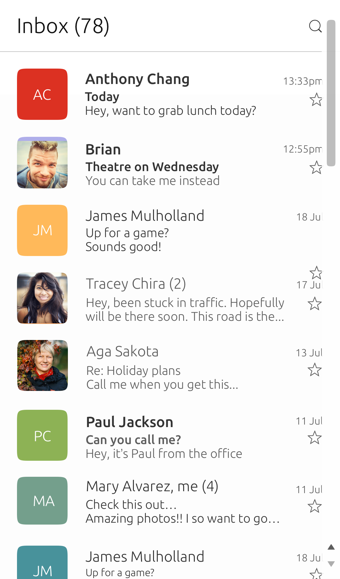 Inbox (78)
AC
Anthony Chang
13:33pm
Today
Hey, want to grab lunch today?
Brian
12:55pm
Theatre on Wednesday
You can take me instead
JM
James Mulholland
18 Ju
Up for a game?
Sounds good!
Tracey Chira (2)
17 Ju
Hey, been stuck in traffic. Hopefully
will be there soon. This road is the...
Aga Sakota
13 Jul
Re: Holiday plans
Call me when you get this...
PC
Paul Jackson
11 Jul
Can you call me?
Hey, it's Paul from the office
MA
Mary Alvarez, me (4)
11 Jul
Check this out...
Amazing photos!! I so want to go...
JM
James Mulholland
18 Ju
Up for a game?